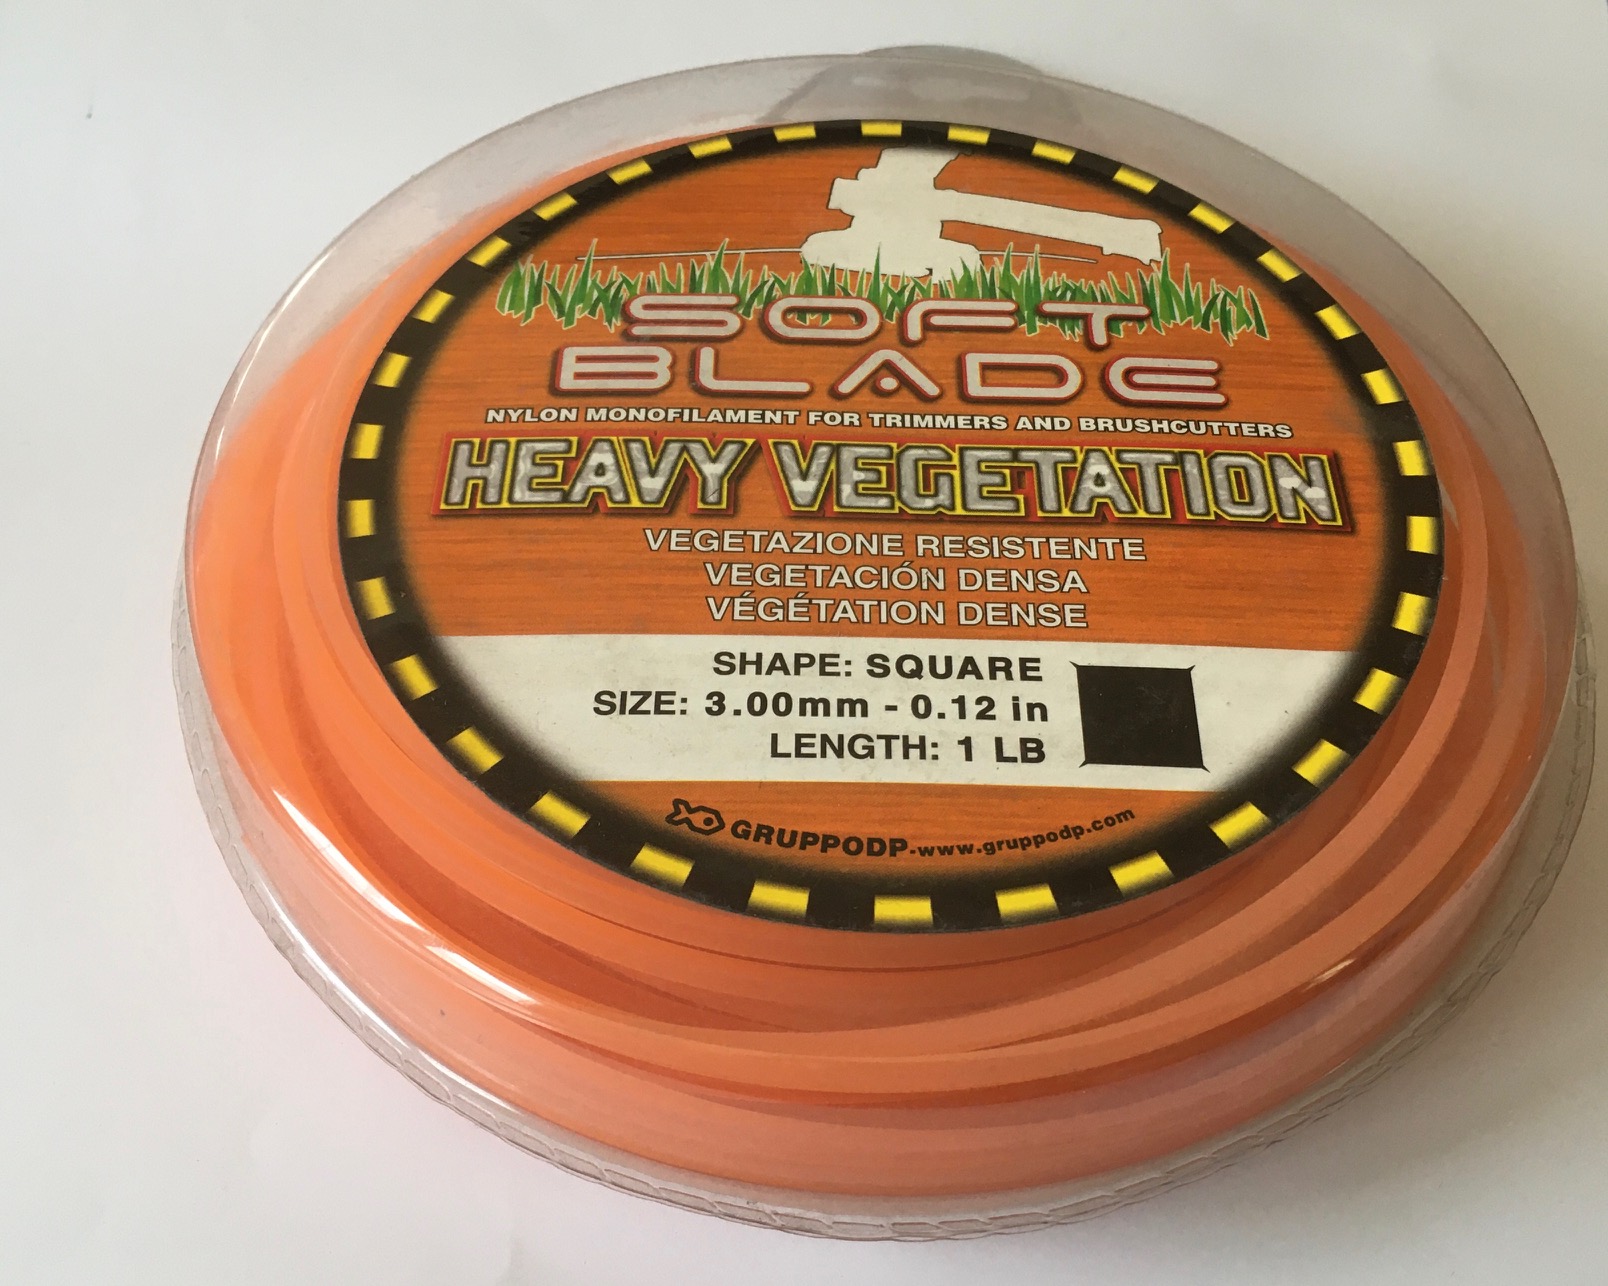 SOFT
BLADE
NYLON MONOFILAMENT FOR TRIMMERS AND BRUSHCUTTERS
HEAVY VEGETATION
VEGETAZIONE RESISTENTE
VEGETACIÓN DENSA
VÉGÉTATION DENSE
SHAPE: SQUARE
SIZE: 3.00mm - 0.12 in
LENGTH: 1 LB
GRUPPODP-www.gruppodp.com